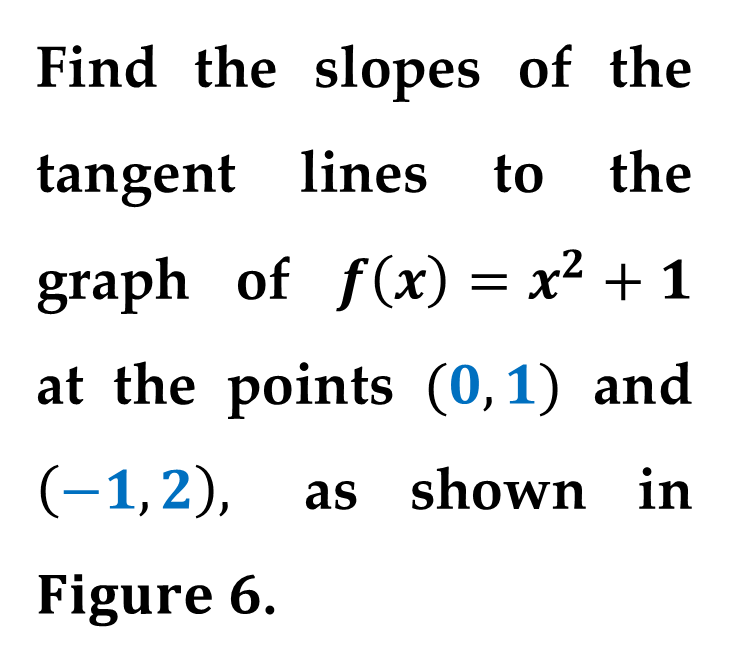 Find the slopes of the
tangent lines to the
graph of f(x) = x² + 1
at the points (0, 1) and
(−1, 2), as shown in
Figure 6.